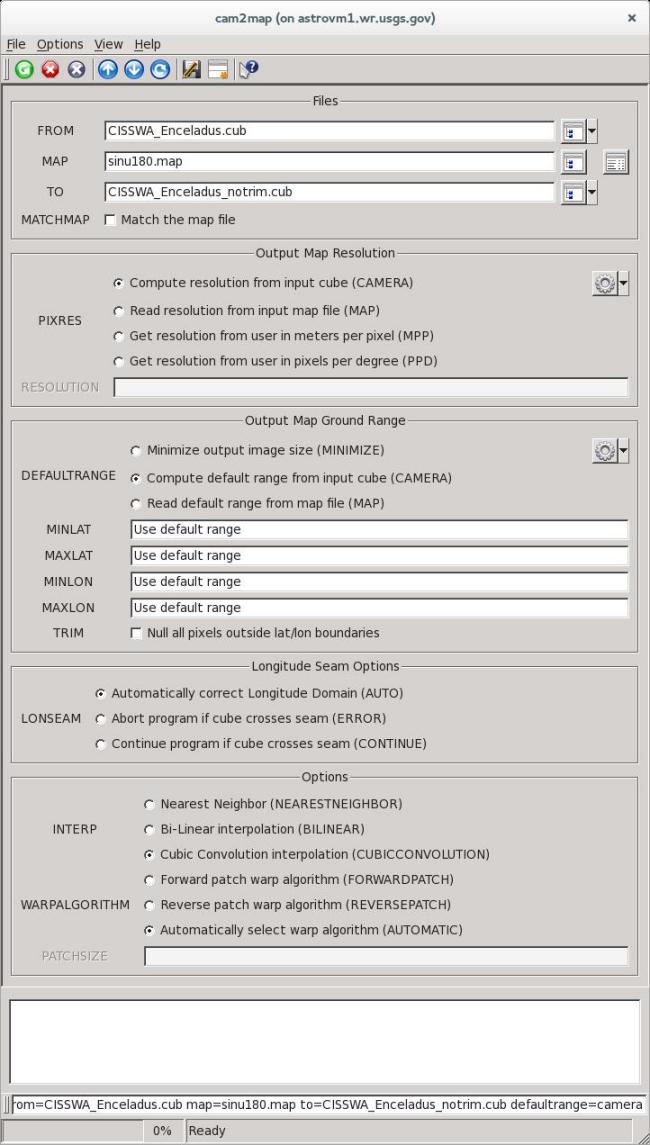 cam2map (on astrovm1.wr.usgs.gov)
File Options View Help
Files
FROM CISSWA_Enceladus.cub
MAP sinu180.map
TO CISSWA_Enceladus_notrim.cub
MATCHMAP Match the map file
Output Map Resolution
Compute resolution from input cube (CAMERA)
Read resolution from input map file (MAP)
PIXRES
Get resolution from user in meters per pixel (MPP)
Get resolution from user in pixels per degree (PPD)
RESOLUTION
Output Map Ground Range
Minimize output image size (MINIMIZE)
DEFAULTRANGE Compute default range from input cube (CAMERA)
Read default range from map file (MAP)
MINLAT Use default range
MAXLAT Use default range
MINLON Use default range
MAXLON Use default range
TRIM Null all pixels outside lat/lon boundaries
Longitude Seam Options
Automatically correct Longitude Domain (AUTO)
LONSEAM Abort program if cube crosses seam (ERROR)
Continue program if cube crosses seam (CONTINUE)
Options
Nearest Neighbor (NEARESTNEIGHBOR)
INTERP Bi-Linear interpolation (BILINEAR)
Cubic Convolution interpolation (CUBICCONVOLUTION)
Forward patch warp algorithm (FORWARDPATCH)
WARPALGORITHM Reverse patch warp algorithm (REVERSEPATCH)
Automatically select warp algorithm (AUTOMATIC)
PATCHSIZE
rom=CISSWA_Enceladus.cub map=sinu180.map to=CISSWA_Enceladus_notrim.cub defaultrange=camera
0% Ready